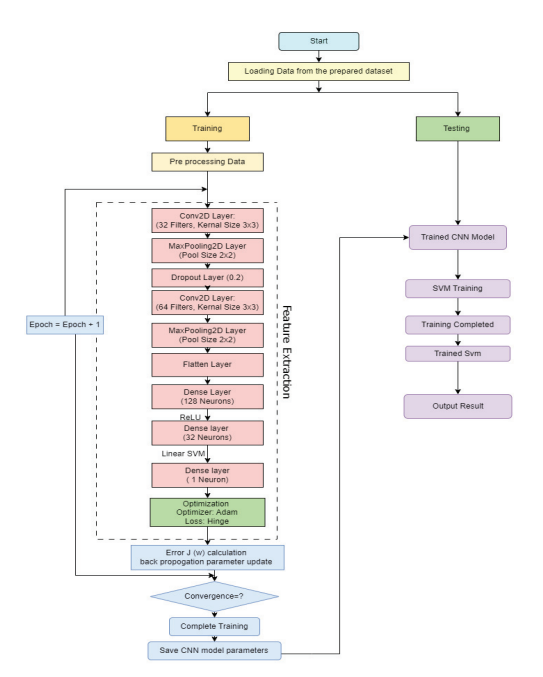 Start
Loading Data from the prepared dataset
Training
Testing
Pre processing Data
Conv2D Layer:
(32 Filters, Kernal Size 3x3)
MaxPooling2D Layer
(Pool Size 2x2)
Dropout Layer (0.2)
Conv2D Layer:
(64 Filters, Kernal Size 3x3)
MaxPooling2D Layer
(Pool Size 2x2)
Flatten Layer
Dense Layer
(128 Neurons)
ReLU
Dense layer
(32 Neurons)
Linear SVM
Dense layer
( 1 Neuron)
Optimization
Optimizer: Adam
Loss: Hinge
Feature Extraction
Epoch = Epoch + 1
Error J (w) calculation
back propogation parameter update
Convergence=?
Complete Training
Save CNN model parameters
Trained CNN Model
SVM Training
Training Completed
Trained Svm
Output Result